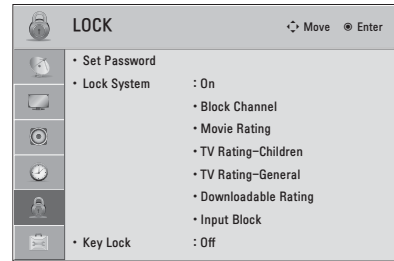 LOCK Move Enter
• Set Password
• Lock System : On
• Block Channel
• Movie Rating
• TV Rating-Children
• TV Rating-General
• Downloadable Rating
• Input Block
• Key Lock : Off